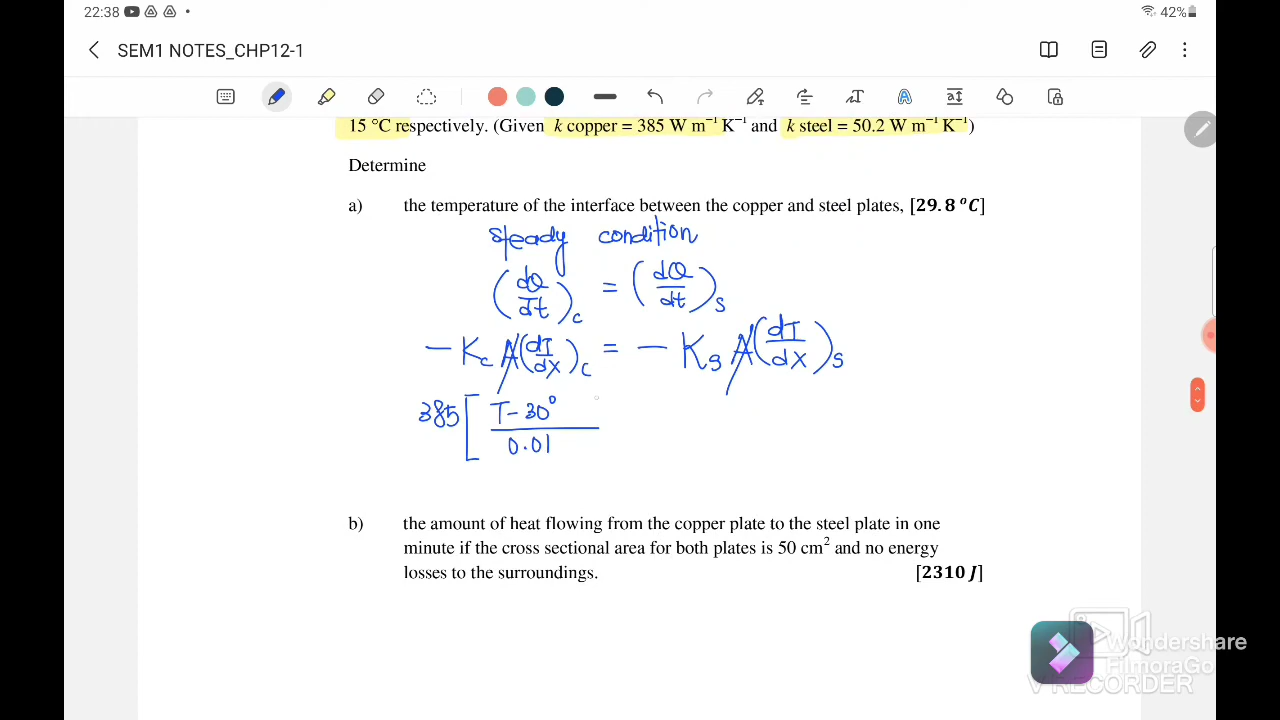 22:38 42%
SEM1 NOTES_CHP12-1
15 °C respectively. (Given k copper = 385 W m⁻¹ K⁻¹ and k steel = 50.2 W m⁻¹ K⁻¹)
Determine
a) the temperature of the interface between the copper and steel plates, [29.8 °C]
steady condition
(dQ/dt)c = (dQ/dt)s
− Kc A (dT/dx)c = − Ks A (dT/dx)s
385 [ T − 30° / 0.01
b) the amount of heat flowing from the copper plate to the steel plate in one
minute if the cross sectional area for both plates is 50 cm² and no energy
losses to the surroundings. [2310 J]
Wondershare
FilmoraGo
V RECORDER